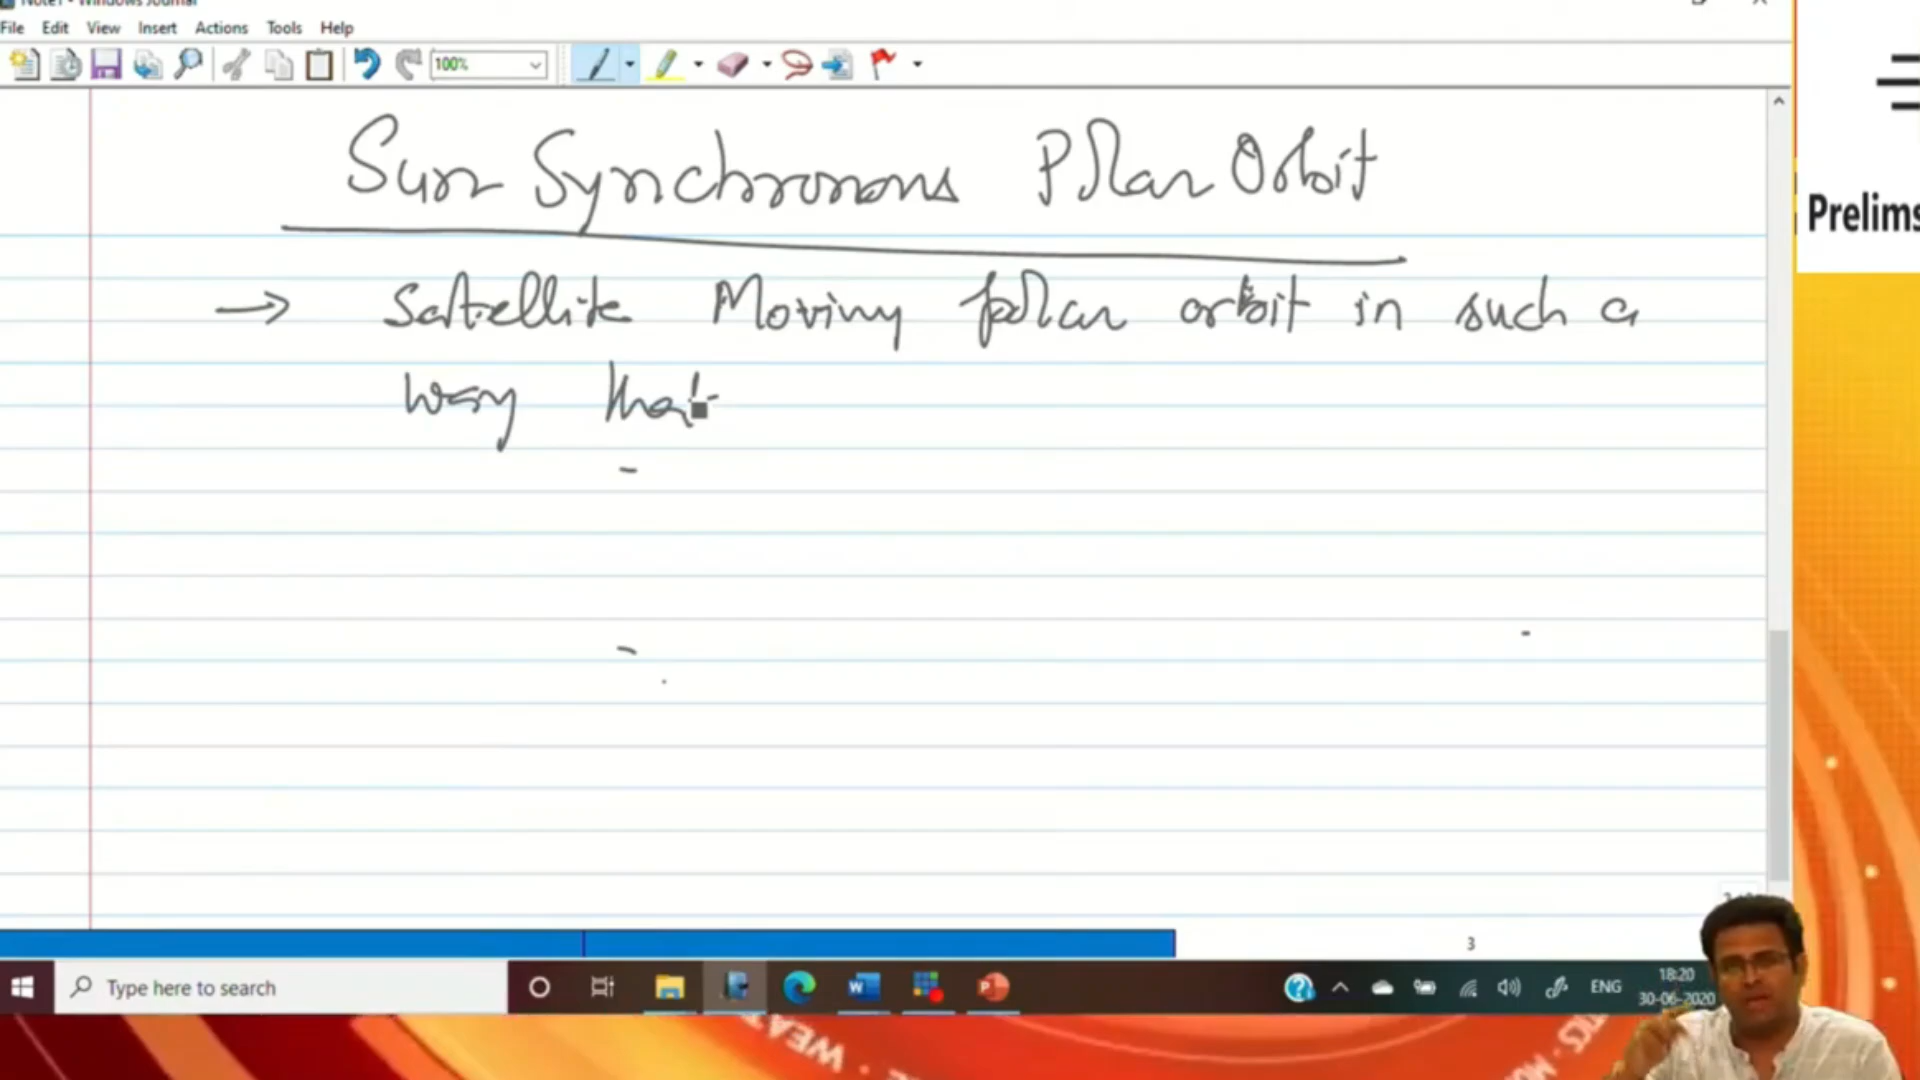 Note1 - Windows Journal
File Edit View Insert Actions Tools Help
100%
Prelims
Sun Synchronous Polar Orbit
→ Satellite Moving polar orbit in such a
way that
3
Type here to search
ENG
18:20
30-06-2020
WEAT